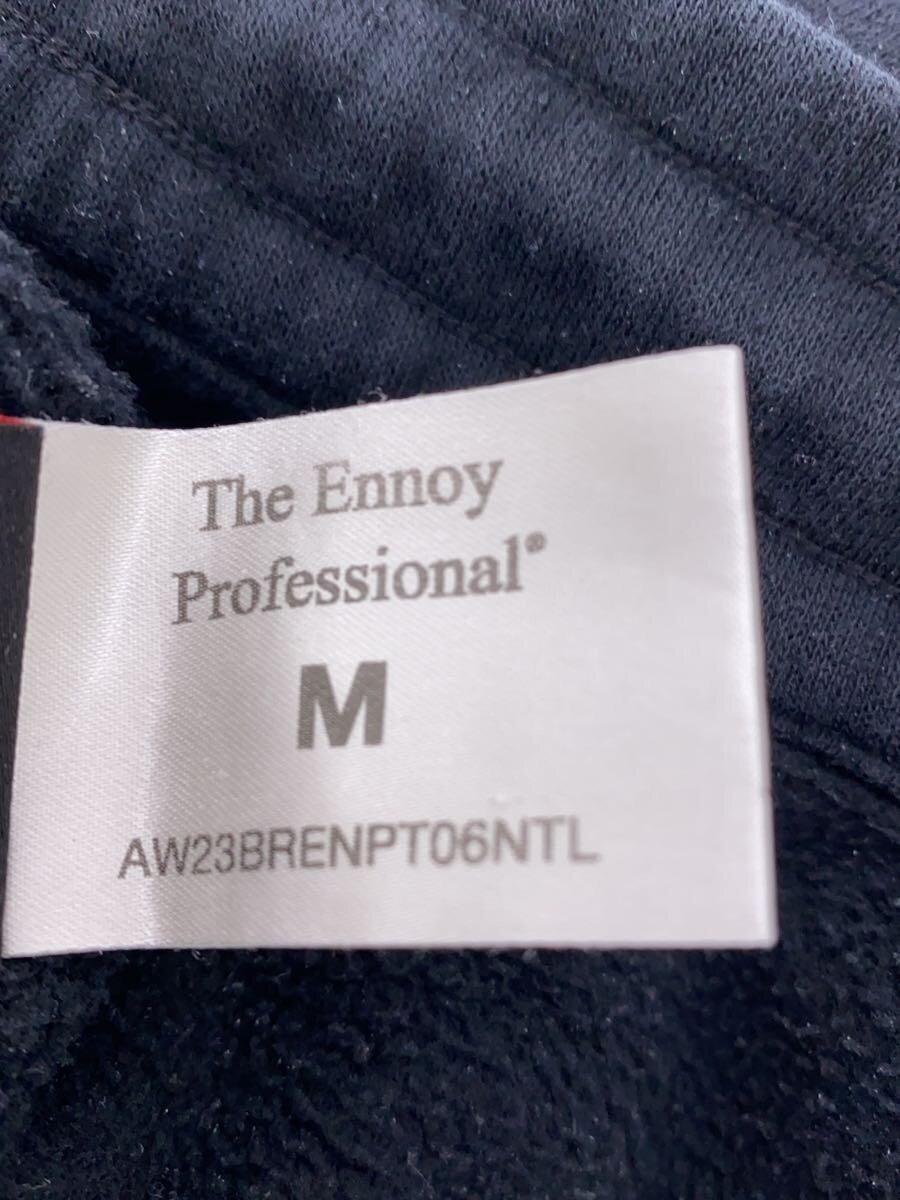 The Ennoy
Professional®
M
AW23BRENPT06NTL